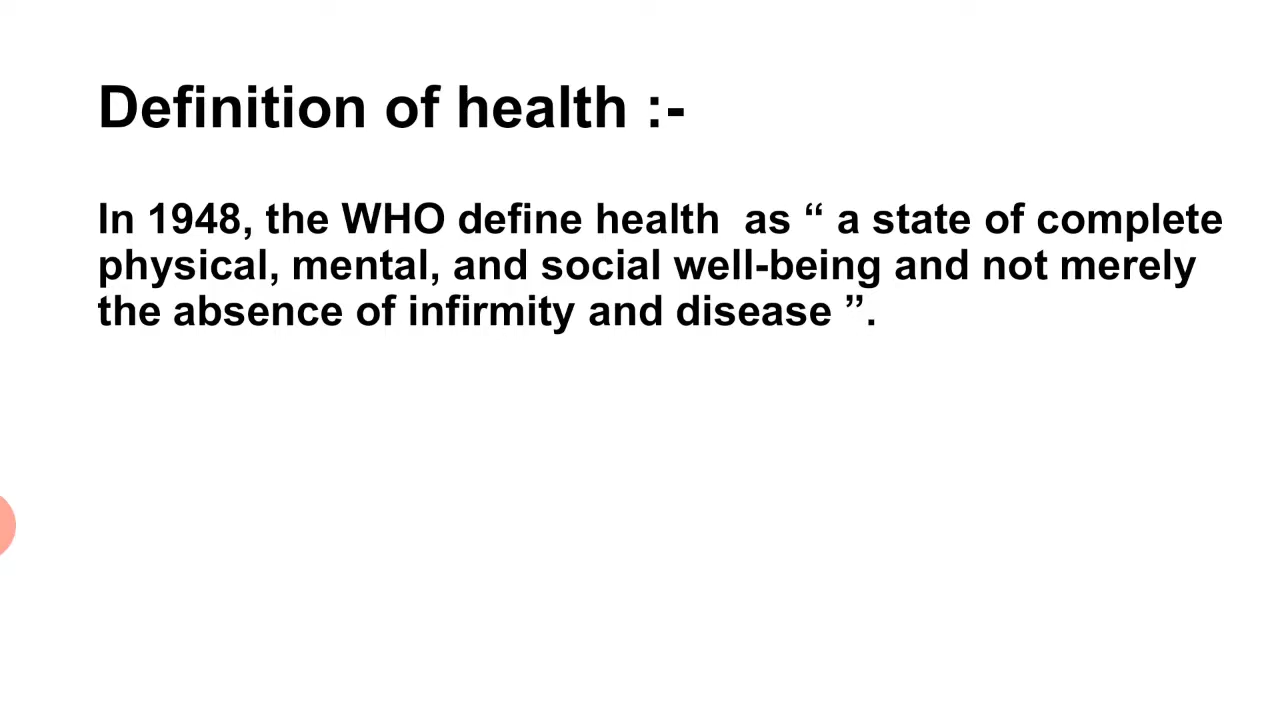 Definition of health :-
In 1948, the WHO define health  as “ a state of complete
physical, mental, and social well-being and not merely
the absence of infirmity and disease ”.